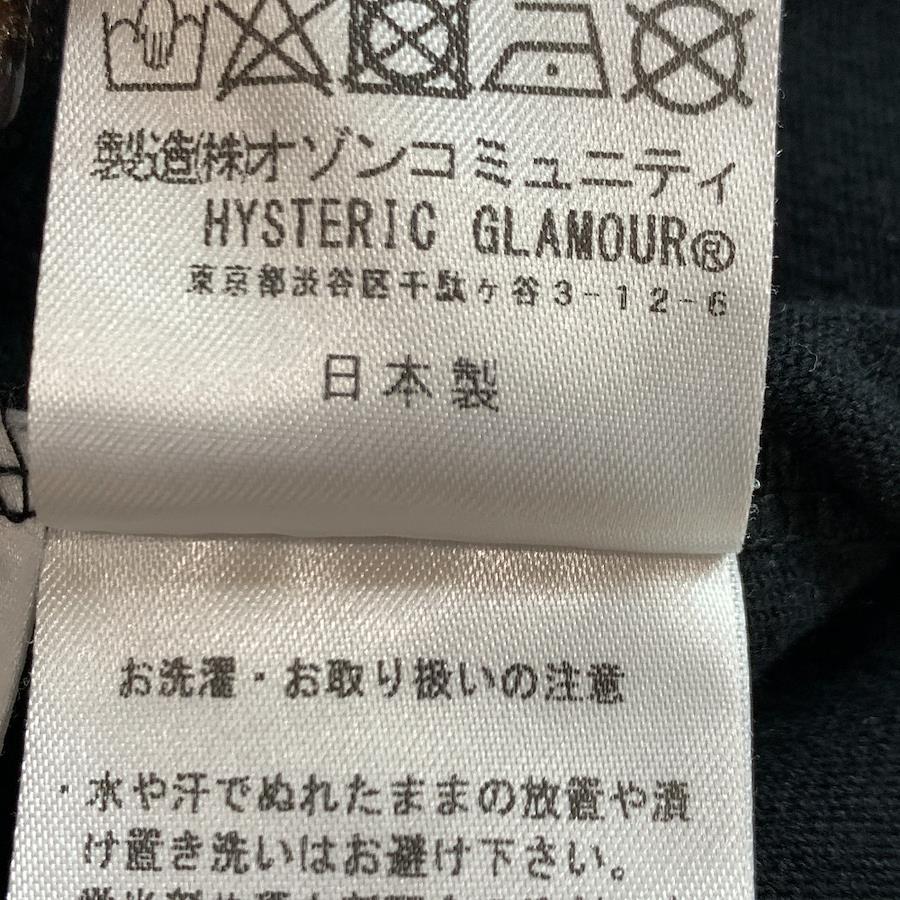 製造(株)オゾンコミュニティ
HYSTERIC GLAMOUR®
東京都渋谷区千駄ヶ谷3-12-6
日本製
お洗濯・お取り扱いの注意
・水や汗でぬれたままの放置や漬
け置き洗いはお避け下さい。